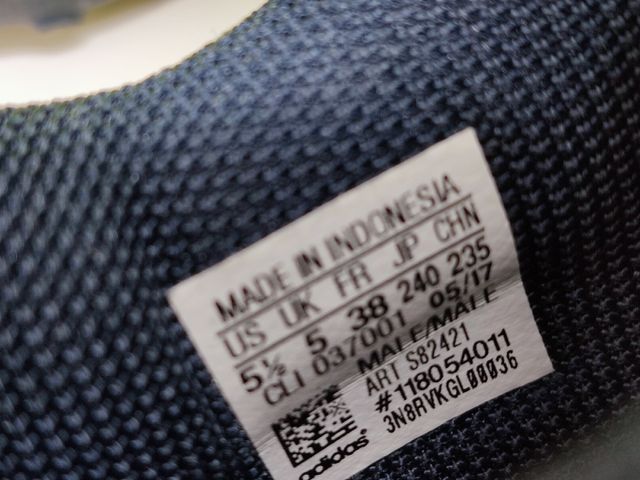 MADE IN INDONESIA
US UK FR JP CHN
5½ 5 38 240 235
CLI 037001 05/17
MALE/MALE
ART S82421
#118054011
3N8RVKGL00036
adidas